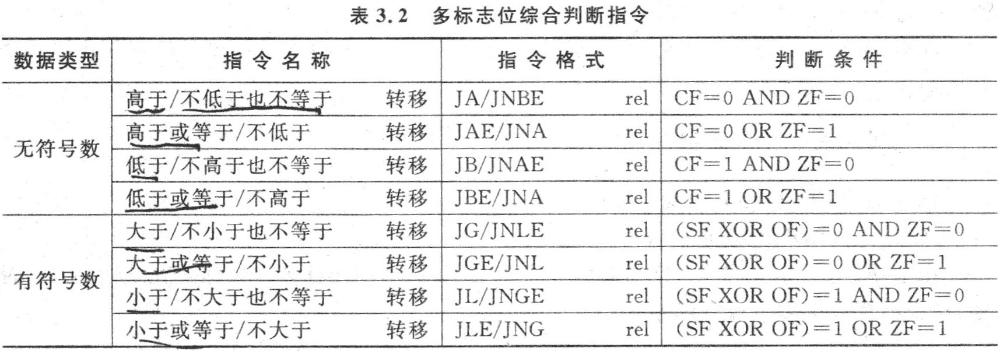 表 3.2 多标志位综合判断指令
数据类型 指令名称 指令格式 判断条件
高于/不低于也不等于 转移 JA/JNBE rel CF=0 AND ZF=0
高于或等于/不低于 转移 JAE/JNA rel CF=0 OR ZF=1
无符号数
低于/不高于也不等于 转移 JB/JNAE rel CF=1 AND ZF=0
低于或等于/不高于 转移 JBE/JNA rel CF=1 OR ZF=1
大于/不小于也不等于 转移 JG/JNLE rel (SF XOR OF)=0 AND ZF=0
大于或等于/不小于 转移 JGE/JNL rel (SF XOR OF)=0 OR ZF=1
有符号数
小于/不大于也不等于 转移 JL/JNGE rel (SF XOR OF)=1 AND ZF=0
小于或等于/不大于 转移 JLE/JNG rel (SF XOR OF)=1 OR ZF=1